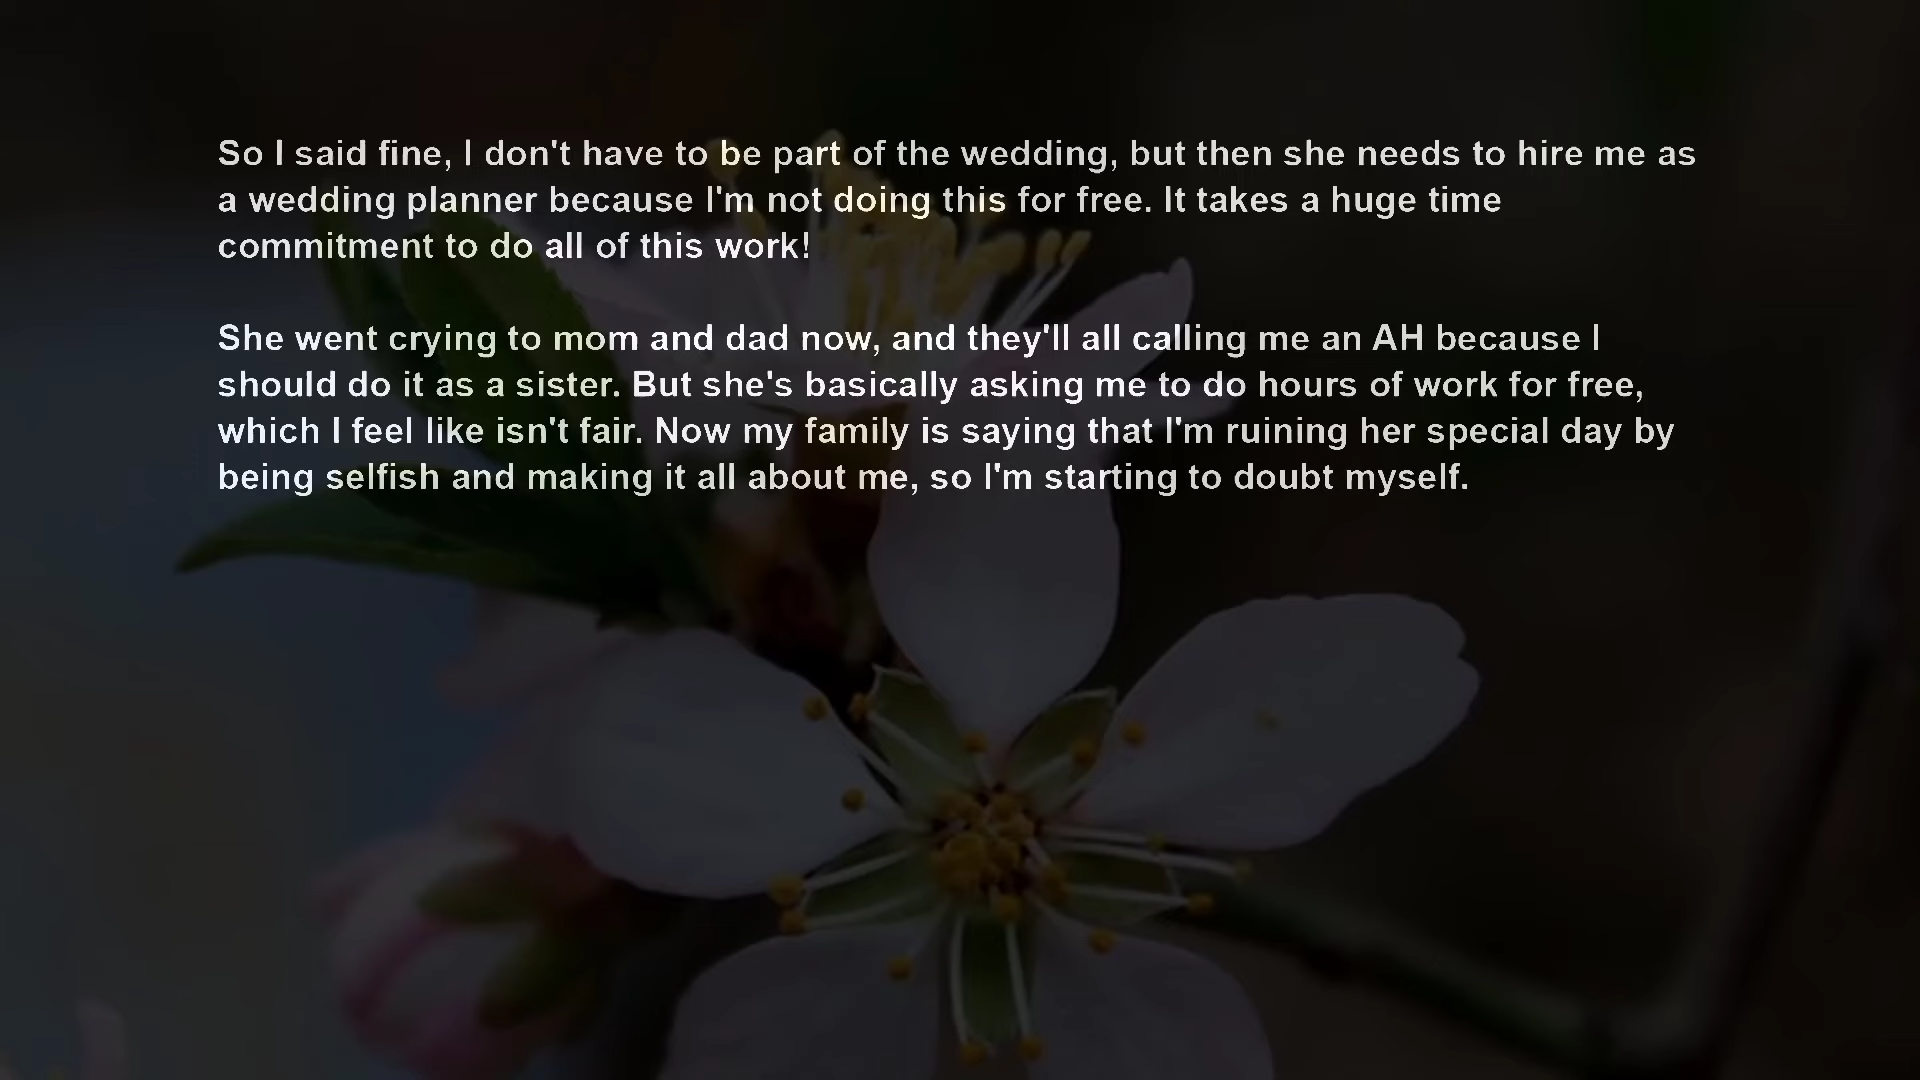 So I said fine, I don't have to be part of the wedding, but then she needs to hire me as
a wedding planner because I'm not doing this for free. It takes a huge time
commitment to do all of this work!
She went crying to mom and dad now, and they'll all calling me an AH because I
should do it as a sister. But she's basically asking me to do hours of work for free,
which I feel like isn't fair. Now my family is saying that I'm ruining her special day by
being selfish and making it all about me, so I'm starting to doubt myself.